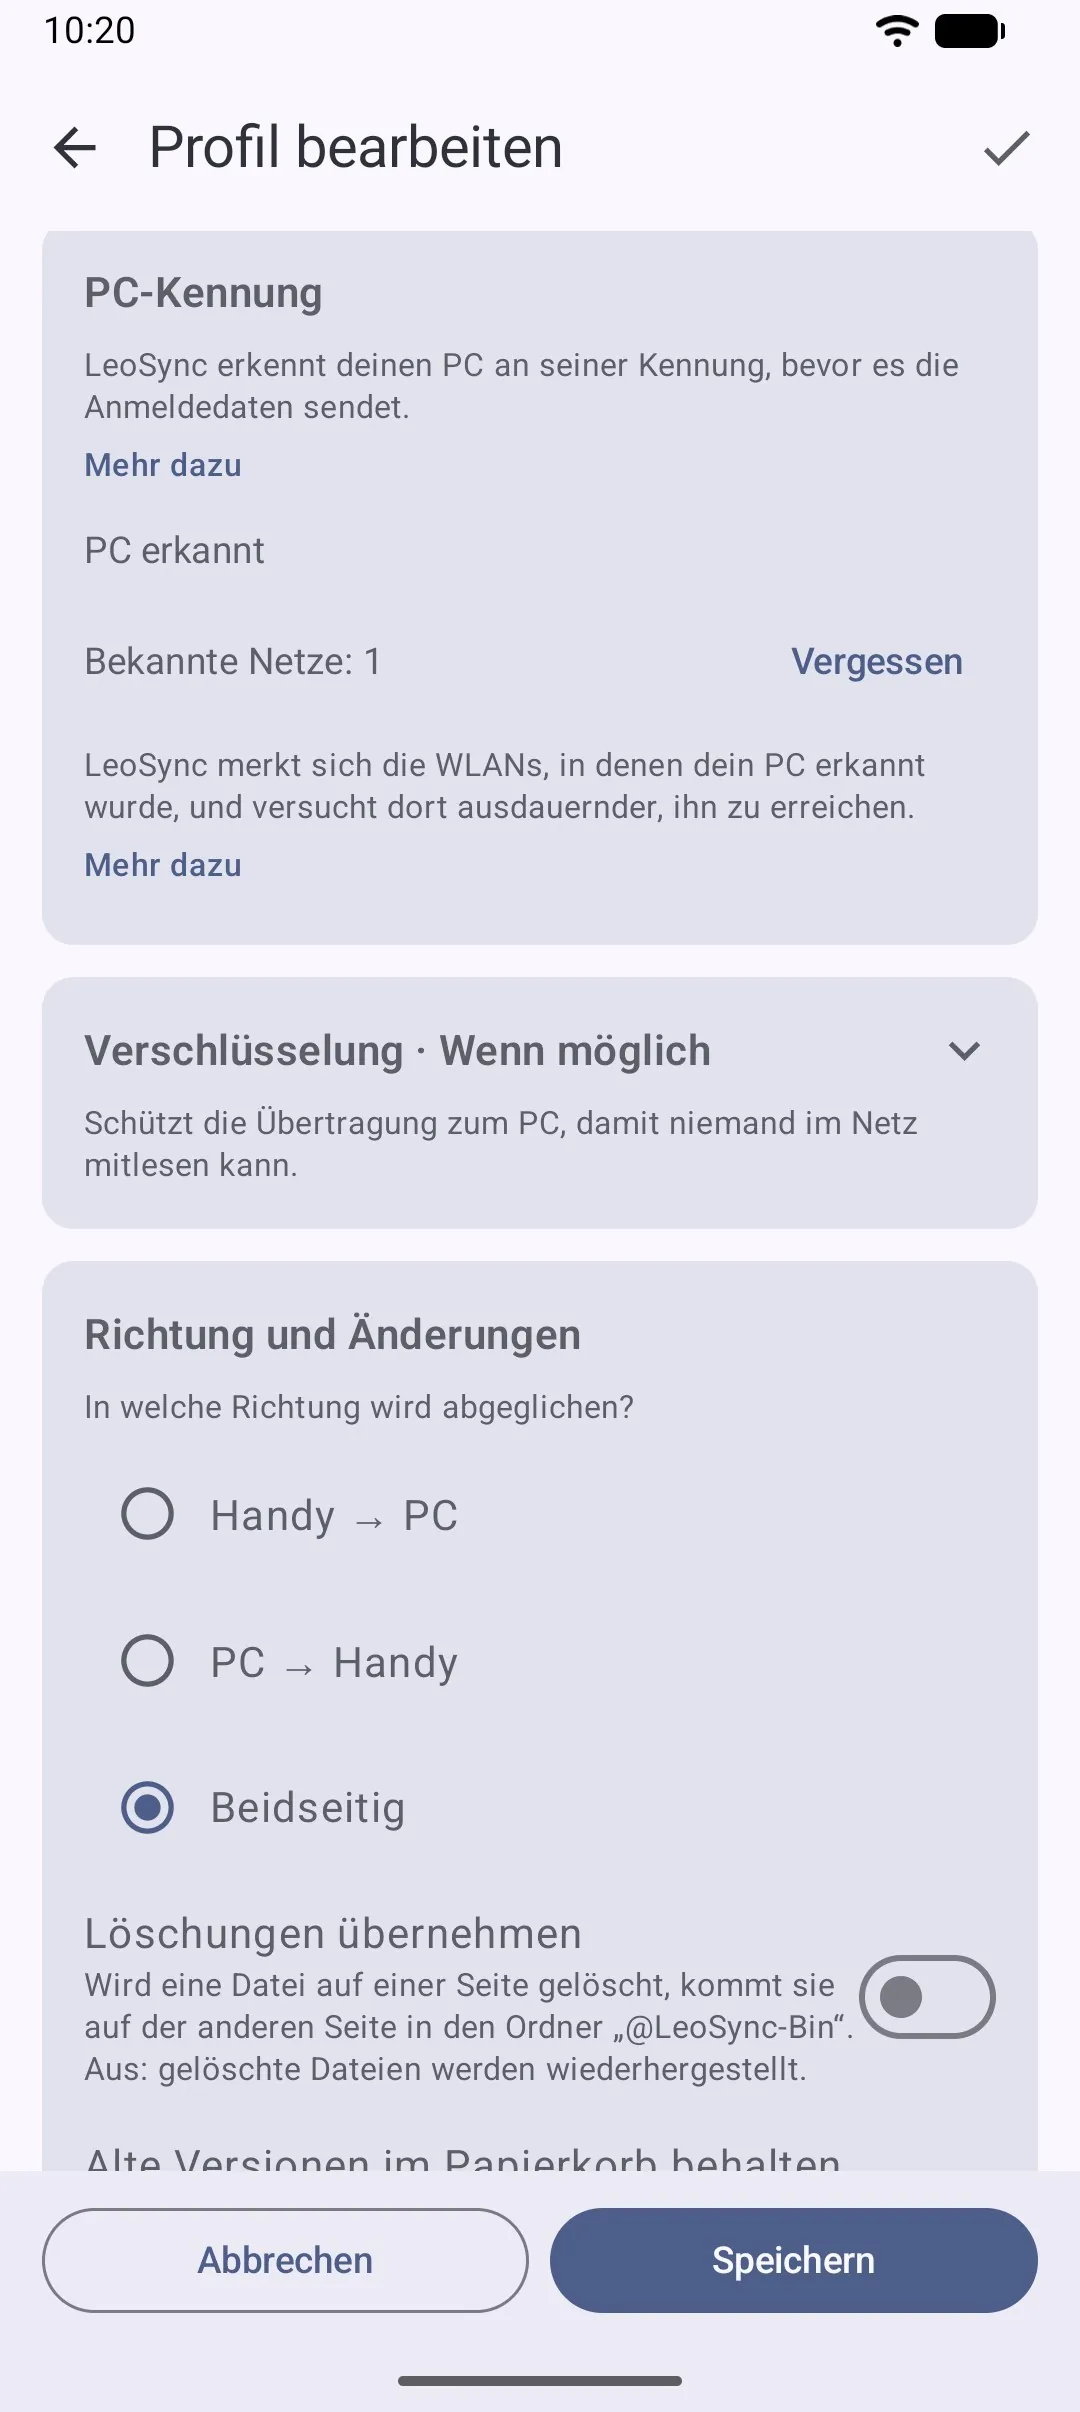 10:20
Profil bearbeiten
PC-Kennung
LeoSync erkennt deinen PC an seiner Kennung, bevor es die
Anmeldedaten sendet.
Mehr dazu
PC erkannt
Bekannte Netze: 1
Vergessen
LeoSync merkt sich die WLANs, in denen dein PC erkannt
wurde, und versucht dort ausdauernder, ihn zu erreichen.
Mehr dazu
Verschlüsselung · Wenn möglich
Schützt die Übertragung zum PC, damit niemand im Netz
mitlesen kann.
Richtung und Änderungen
In welche Richtung wird abgeglichen?
Handy → PC
PC → Handy
Beidseitig
Löschungen übernehmen
Wird eine Datei auf einer Seite gelöscht, kommt sie
auf der anderen Seite in den Ordner „@LeoSync-Bin“.
Aus: gelöschte Dateien werden wiederhergestellt.
Alte Versionen im Papierkorb behalten
Abbrechen
Speichern